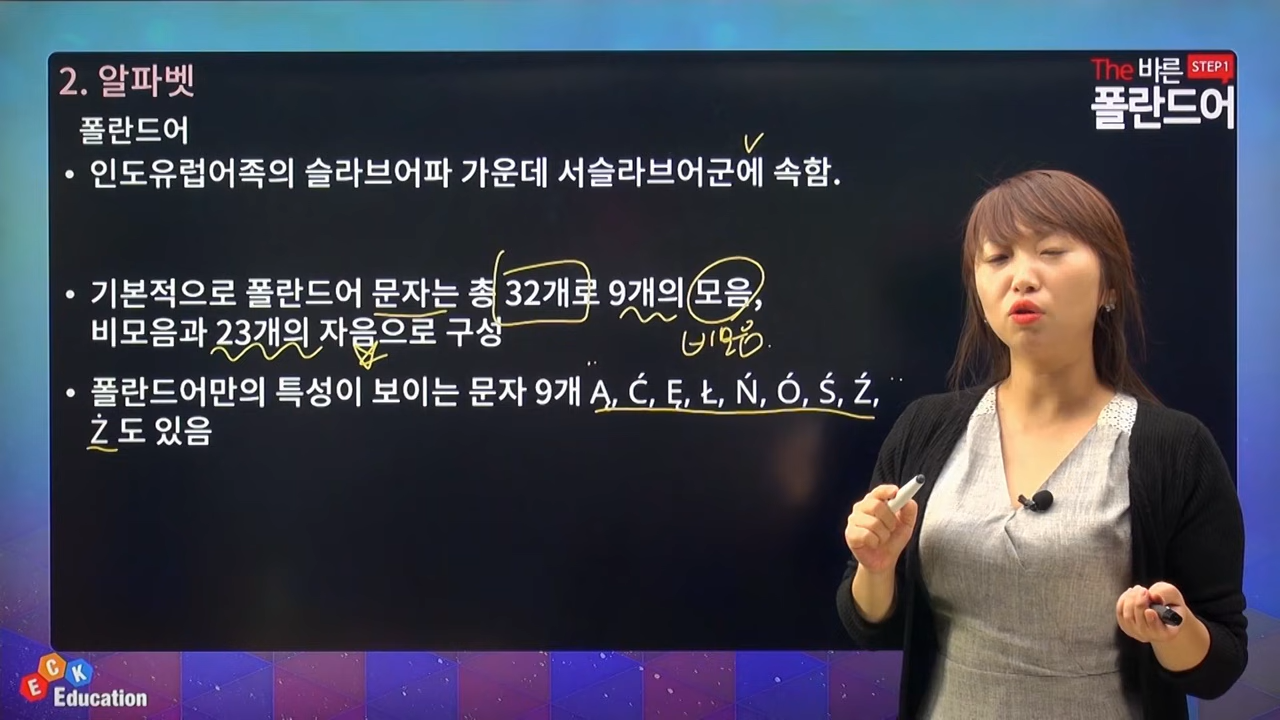 2. 알파벳
The 바른 STEP1
폴란드어
폴란드어
• 인도유럽어족의 슬라브어파 가운데 서슬라브어군에 속함.
• 기본적으로 폴란드어 문자는 총 32개로 9개의 모음,
비모음과 23개의 자음으로 구성
비모음.
• 폴란드어만의 특성이 보이는 문자 9개 Ą, Ć, Ę, Ł, Ń, Ó, Ś, Ź,
Ż 도 있음
ECK
Education